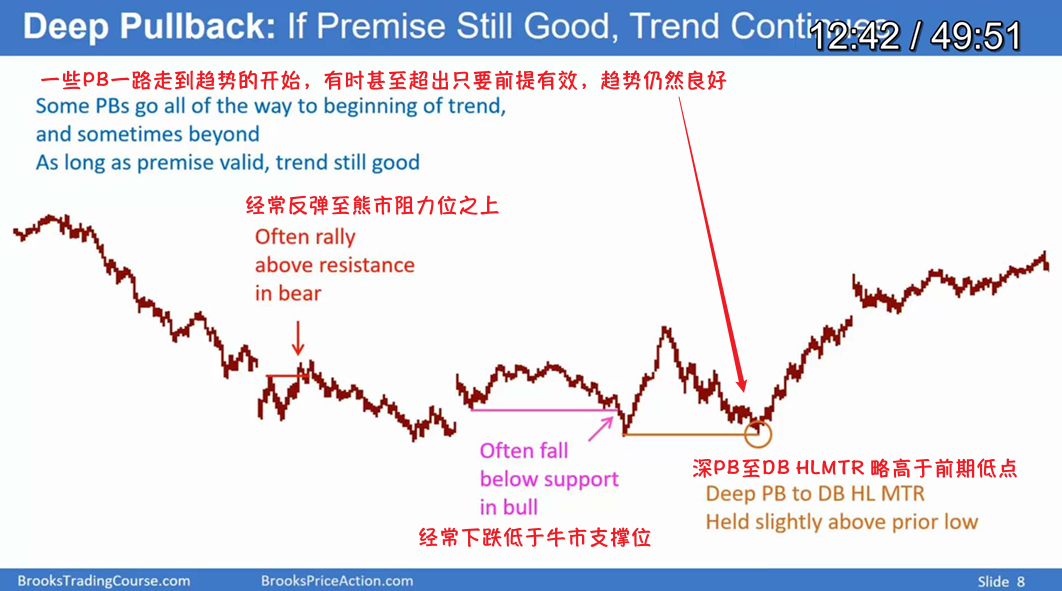 Deep Pullback: If Premise Still Good, Trend Continues
12:42 / 49:51
一些PB一路走到趋势的开始，有时甚至超出只要前提有效，趋势仍然良好
Some PBs go all of the way to beginning of trend,
and sometimes beyond
As long as premise valid, trend still good
经常反弹至熊市阻力位之上
Often rally
above resistance
in bear
Often fall
below support
in bull
经常下跌低于牛市支撑位
深PB至DB HLMTR 略高于前期低点
Deep PB to DB HL MTR
Held slightly above prior low
BrooksTradingCourse.com
BrooksPriceAction.com
Slide 8